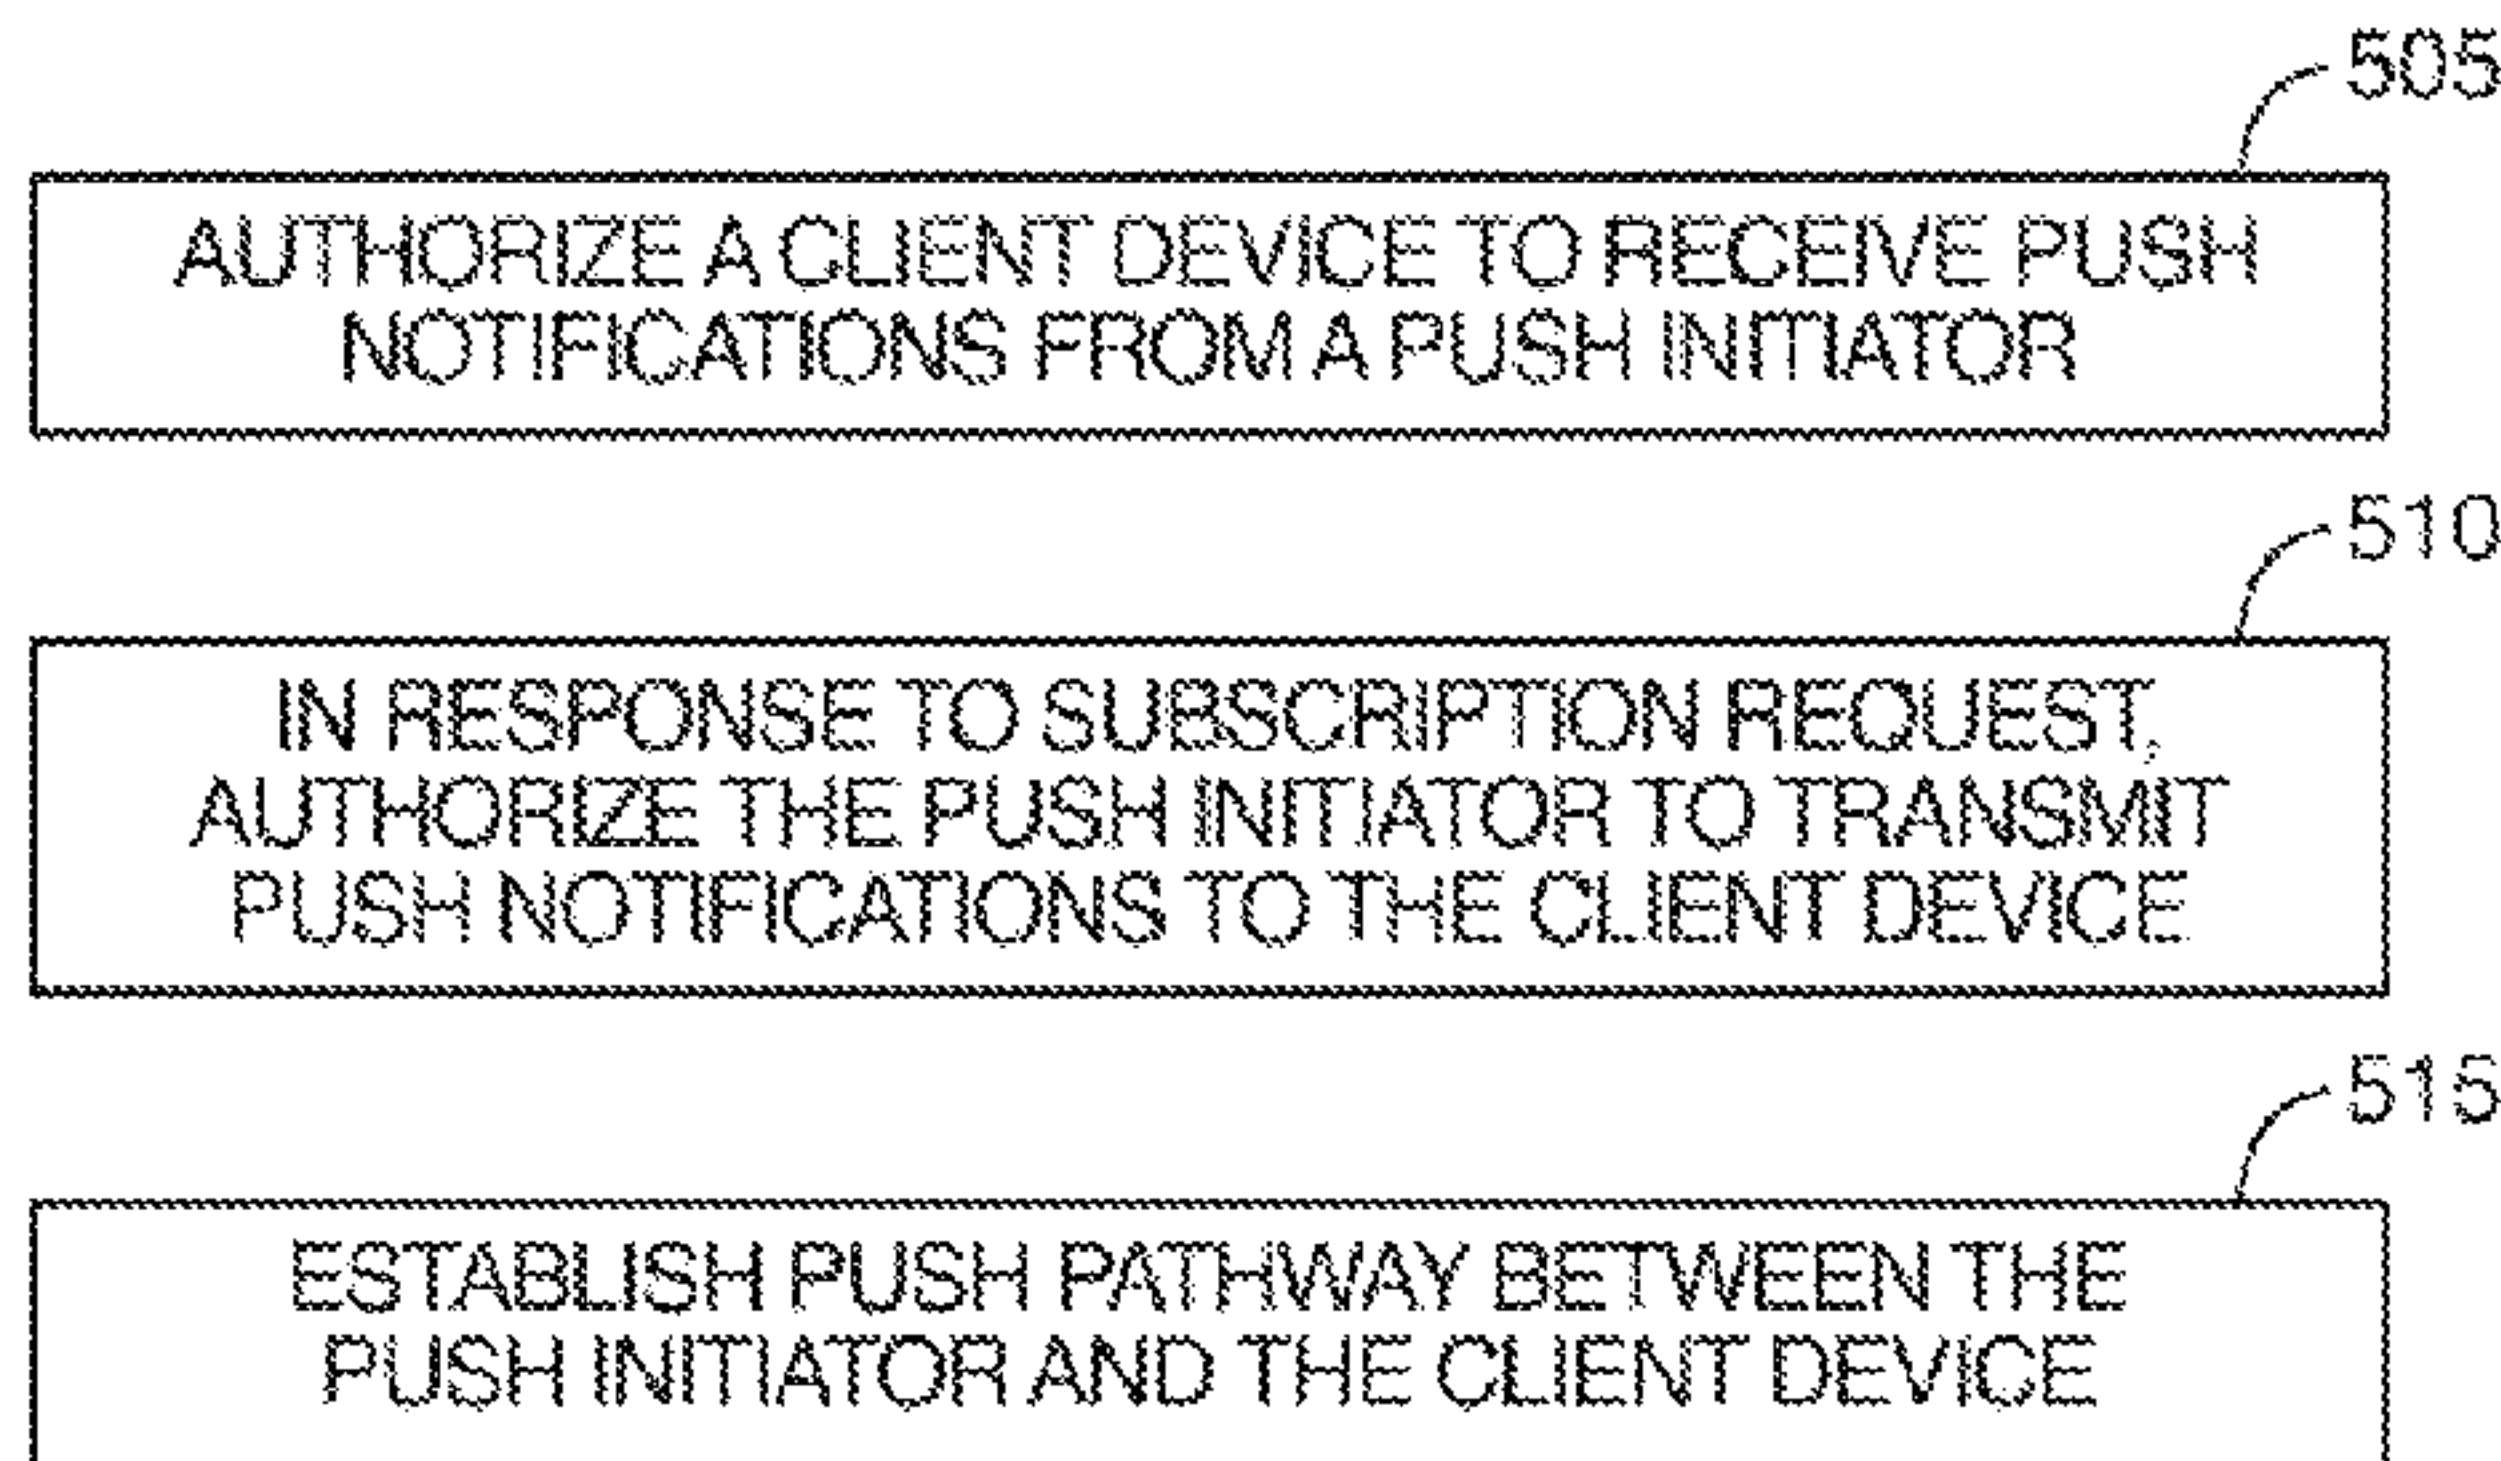 505
AUTHORIZE A CLIENT DEVICE TO RECEIVE PUSH
NOTIFICATIONS FROM A PUSH INITIATOR
510
IN RESPONSE TO SUBSCRIPTION REQUEST,
AUTHORIZE THE PUSH INITIATOR TO TRANSMIT
PUSH NOTIFICATIONS TO THE CLIENT DEVICE
515
ESTABLISH PUSH PATHWAY BETWEEN THE
PUSH INITIATOR AND THE CLIENT DEVICE